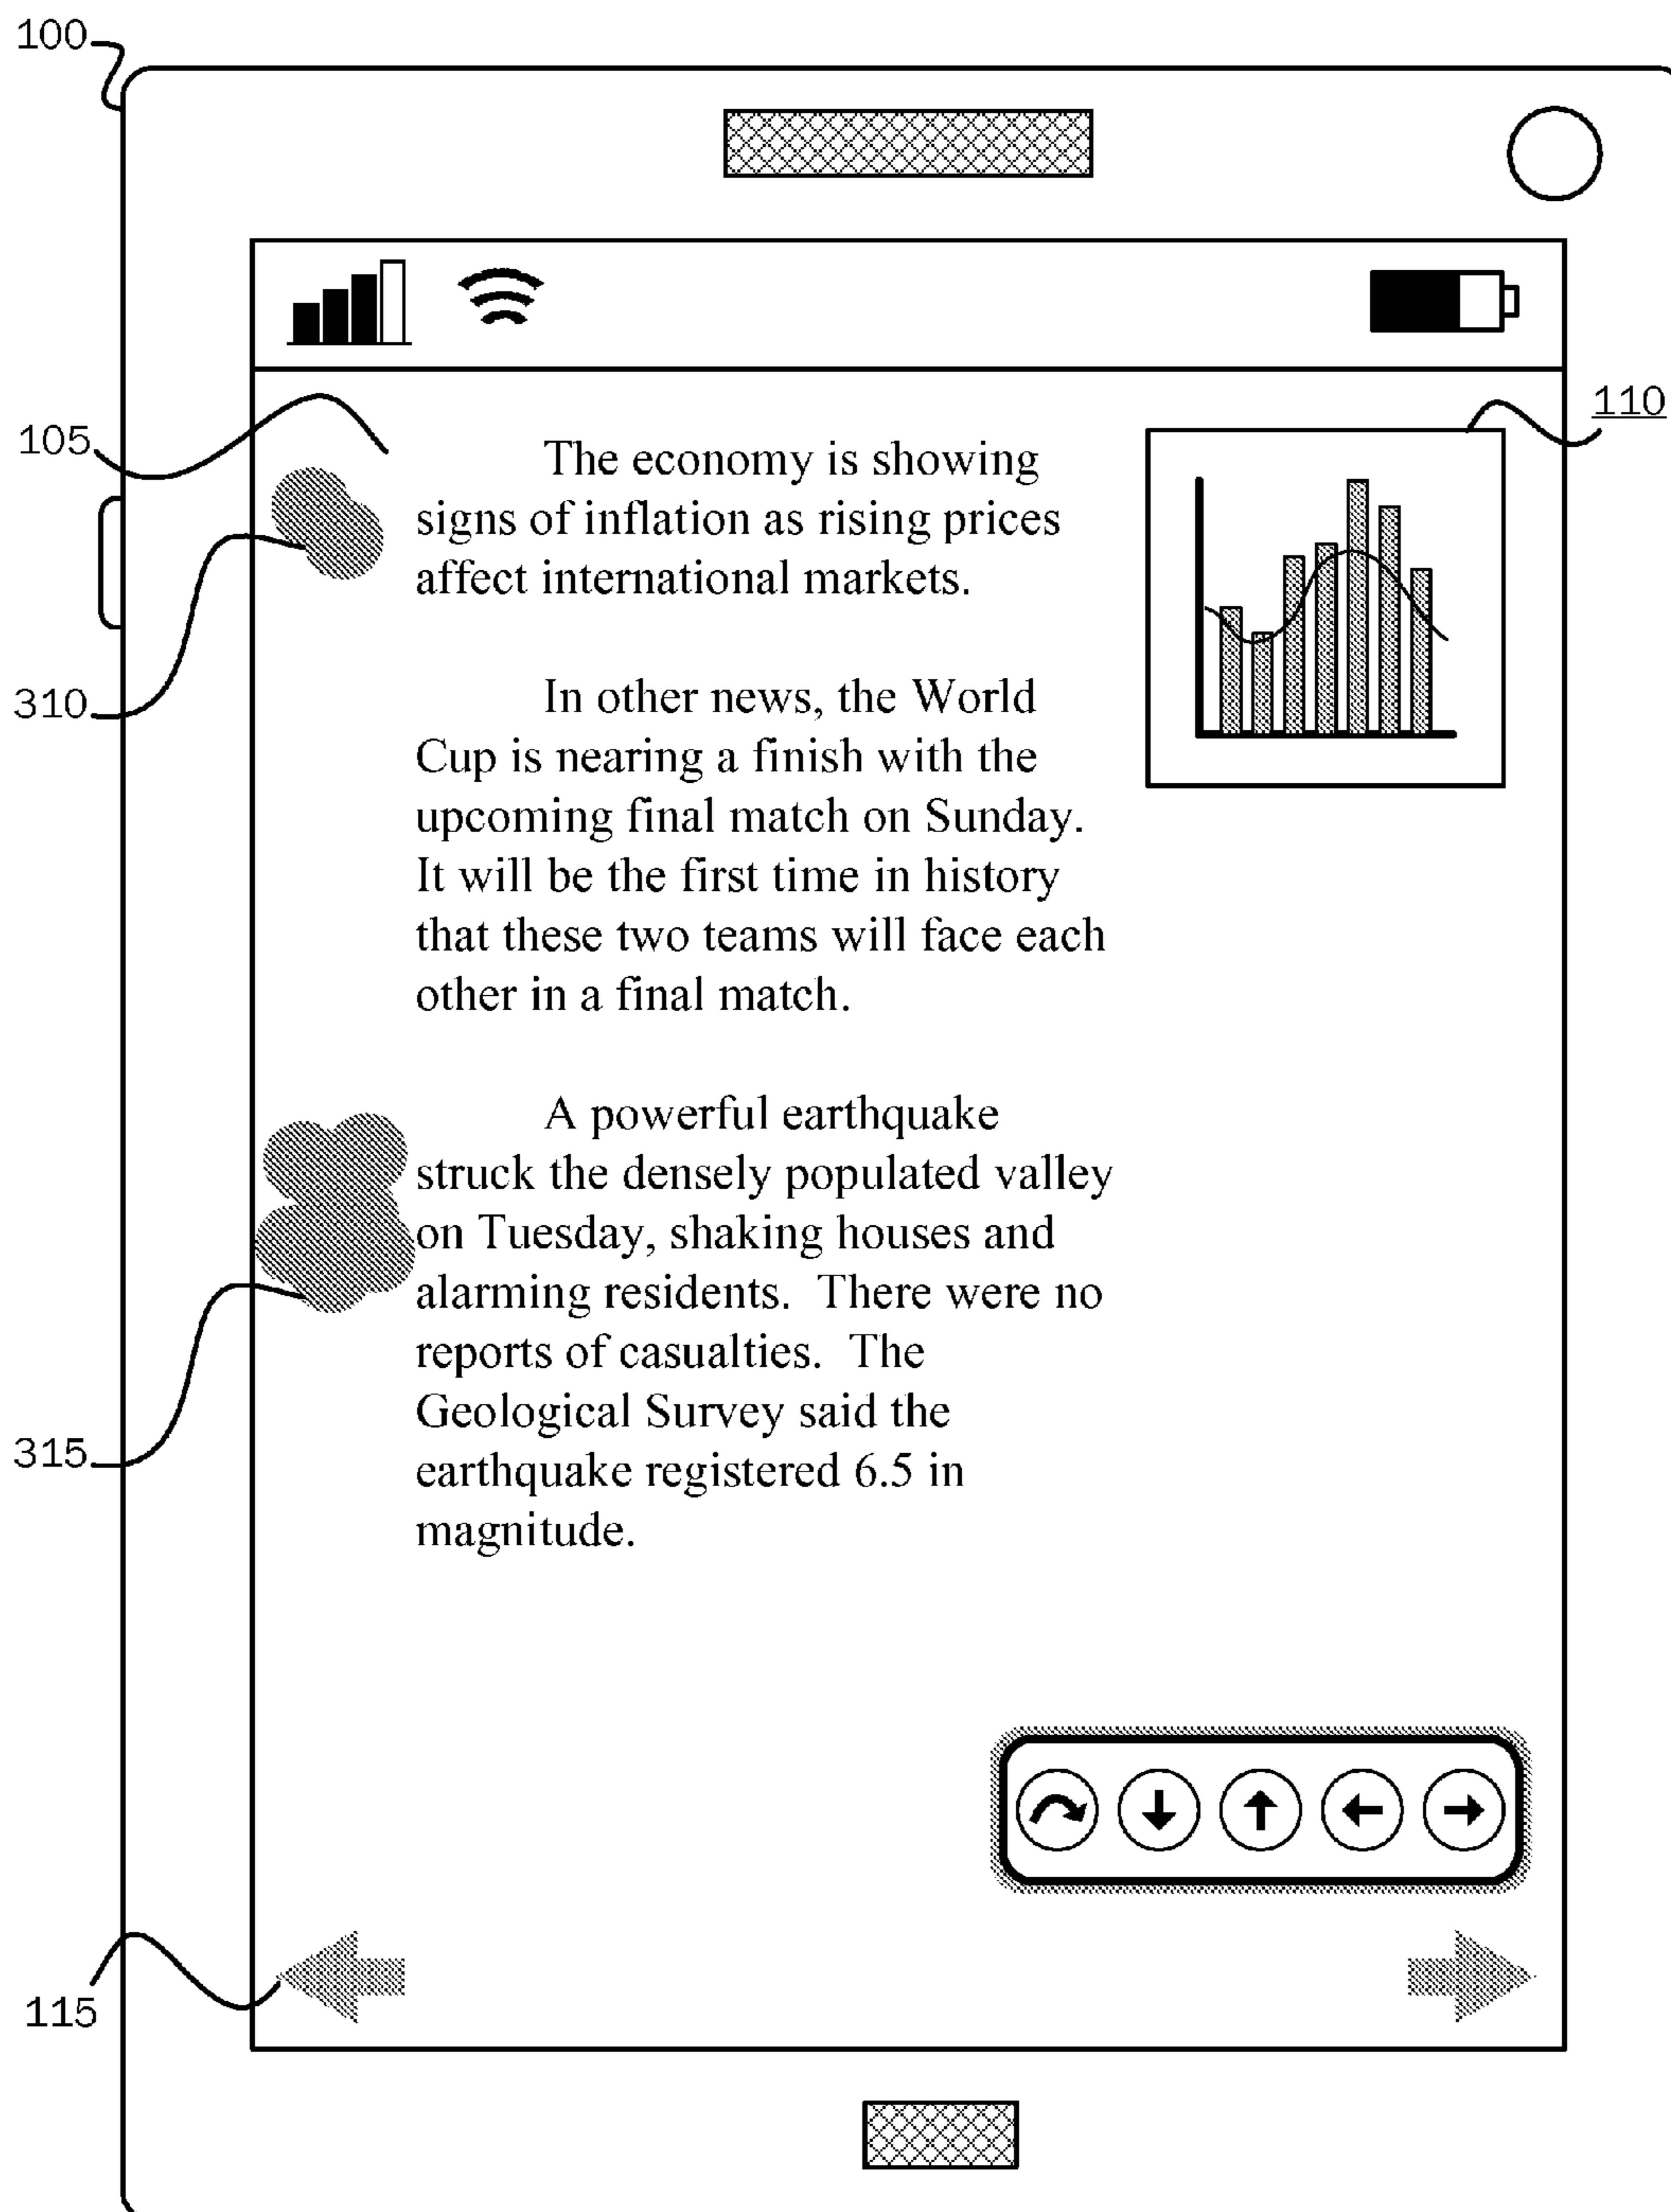 100
110
105
The economy is showing
signs of inflation as rising prices
affect international markets.
310
In other news, the World
Cup is nearing a finish with the
upcoming final match on Sunday.
It will be the first time in history
that these two teams will face each
other in a final match.
A powerful earthquake
struck the densely populated valley
on Tuesday, shaking houses and
alarming residents.  There were no
reports of casualties.  The
Geological Survey said the
earthquake registered 6.5 in
magnitude.
315
115